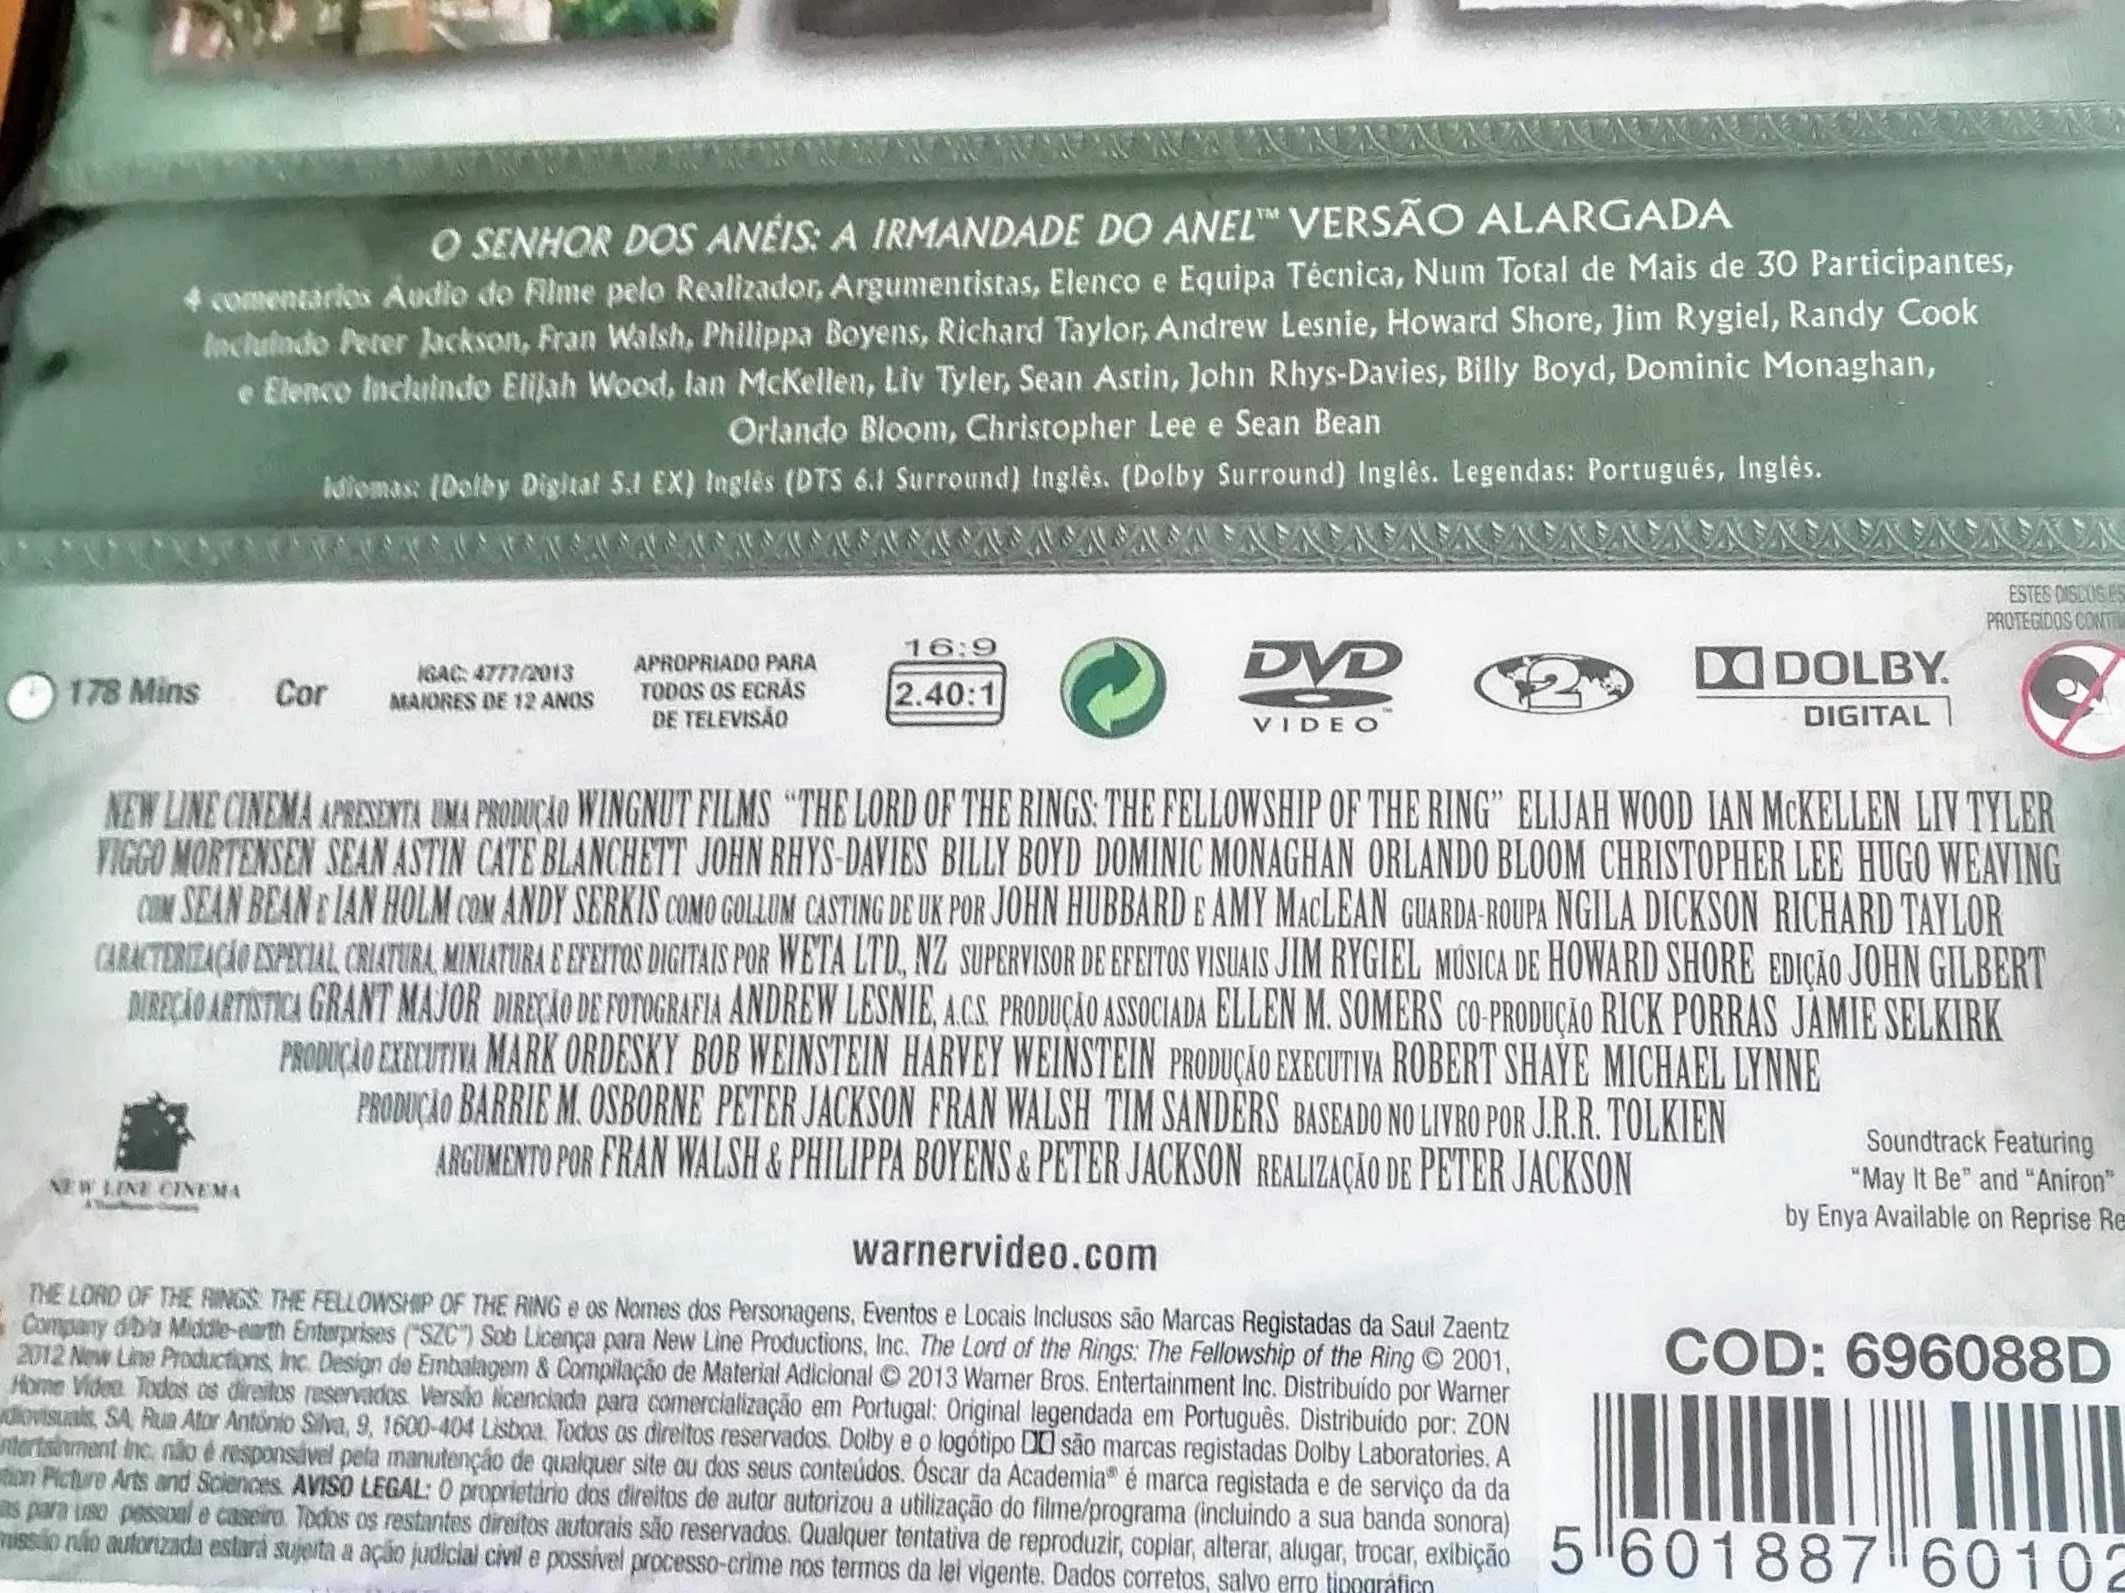 O SENHOR DOS ANÉIS: A IRMANDADE DO ANEL™ VERSÃO ALARGADA
4 comentários Áudio do Filme pelo Realizador, Argumentistas, Elenco e Equipa Técnica, Num Total de Mais de 30 Participantes,
Incluindo Peter Jackson, Fran Walsh, Philippa Boyens, Richard Taylor, Andrew Lesnie, Howard Shore, Jim Rygiel, Randy Cook
e Elenco Incluindo Elijah Wood, Ian McKellen, Liv Tyler, Sean Astin, John Rhys-Davies, Billy Boyd, Dominic Monaghan,
Orlando Bloom, Christopher Lee e Sean Bean
Idiomas: (Dolby Digital 5.1 EX) Inglês (DTS 6.1 Surround) Inglês. (Dolby Surround) Inglês. Legendas: Português, Inglês.
ESTES DISCOS
PROTEGIDOS
178 Mins
Cor
IGAC: 4777/2013
MAIORES DE 12 ANOS
APROPRIADO PARA
TODOS OS ECRÃS
DE TELEVISÃO
16:9
2.40:1
DVD
VIDEO™
2
DOLBY.
DIGITAL
NEW LINE CINEMA APRESENTA UMA PRODUÇÃO WINGNUT FILMS “THE LORD OF THE RINGS: THE FELLOWSHIP OF THE RING” ELIJAH WOOD IAN McKELLEN LIV TYLER
VIGGO MORTENSEN SEAN ASTIN CATE BLANCHETT JOHN RHYS-DAVIES BILLY BOYD DOMINIC MONAGHAN ORLANDO BLOOM CHRISTOPHER LEE HUGO WEAVING
COM SEAN BEAN E IAN HOLM COM ANDY SERKIS COMO GOLLUM CASTING DE UK POR JOHN HUBBARD E AMY MACLEAN GUARDA-ROUPA NGILA DICKSON RICHARD TAYLOR
CARACTERIZAÇÃO ESPECIAL, CRIATURA, MINIATURA E EFEITOS DIGITAIS POR WETA LTD., NZ SUPERVISOR DE EFEITOS VISUAIS JIM RYGIEL MÚSICA DE HOWARD SHORE EDIÇÃO JOHN GILBERT
DIREÇÃO ARTÍSTICA GRANT MAJOR DIREÇÃO DE FOTOGRAFIA ANDREW LESNIE, A.C.S. PRODUÇÃO ASSOCIADA ELLEN M. SOMERS CO-PRODUÇÃO RICK PORRAS JAMIE SELKIRK
PRODUÇÃO EXECUTIVA MARK ORDESKY BOB WEINSTEIN HARVEY WEINSTEIN PRODUÇÃO EXECUTIVA ROBERT SHAYE MICHAEL LYNNE
PRODUÇÃO BARRIE M. OSBORNE PETER JACKSON FRAN WALSH TIM SANDERS BASEADO NO LIVRO POR J.R.R. TOLKIEN
ARGUMENTO POR FRAN WALSH & PHILIPPA BOYENS & PETER JACKSON REALIZAÇÃO DE PETER JACKSON
NEW LINE CINEMA
Soundtrack Featuring
“May It Be” and “Aníron”
by Enya Available on Reprise
warnervideo.com
THE LORD OF THE RINGS: THE FELLOWSHIP OF THE RING e os Nomes dos Personagens, Eventos e Locais Inclusos são Marcas Registadas da Saul Zaentz
Company d/b/a Middle-earth Enterprises (“SZC”) Sob Licença para New Line Productions, Inc. The Lord of the Rings: The Fellowship of the Ring © 2001,
2012 New Line Productions, Inc. Design de Embalagem & Compilação de Material Adicional © 2013 Warner Bros. Entertainment Inc. Distribuído por Warner
Home Video. Todos os direitos reservados. Versão licenciada para comercialização em Portugal: Original legendada em Português. Distribuído por: ZON
SA, Rua Ator António Silva, 9, 1600-404 Lisboa. Todos os direitos reservados. Dolby e o logótipo são marcas registadas Dolby Laboratories. A
Inc. não é responsável pela manutenção de qualquer site ou dos seus conteúdos. Óscar da Academia® é marca registada e de serviço da da
Picture Arts and Sciences. AVISO LEGAL: O proprietário dos direitos de autor autorizou a utilização do filme/programa (incluindo a sua banda sonora)
para uso pessoal e caseiro. Todos os restantes direitos autorais são reservados. Qualquer tentativa de reproduzir, copiar, alterar, alugar, trocar, exibição
não autorizada estará sujeita a ação judicial civil e possível processo-crime nos termos da lei vigente. Dados corretos, salvo erro tipográfico
COD: 696088D
5 601887 60102